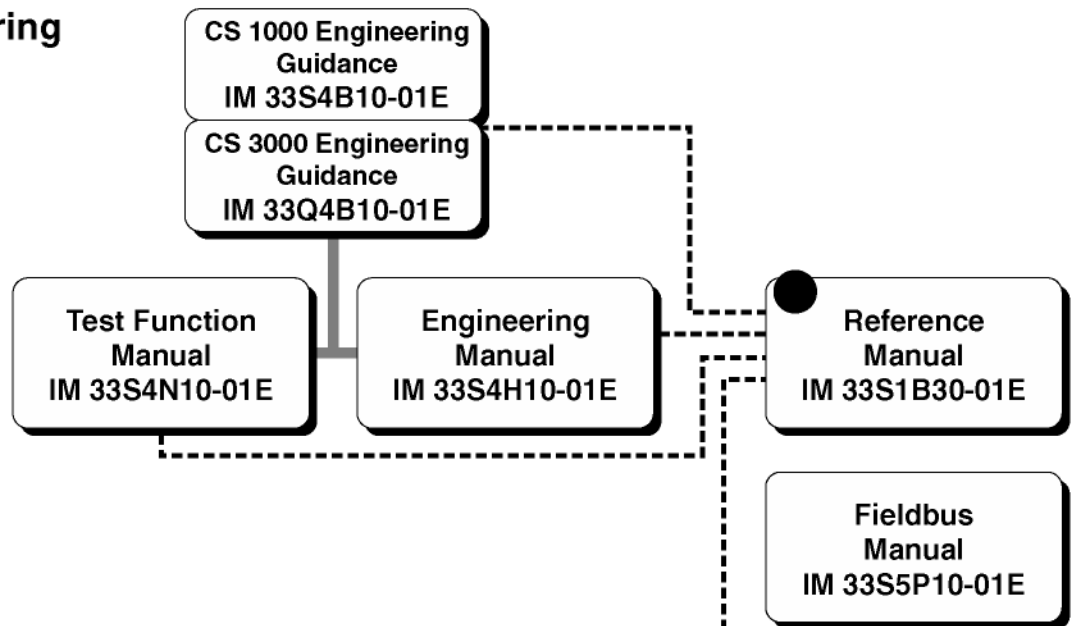 ring
CS 1000 Engineering
Guidance
IM 33S4B10-01E
CS 3000 Engineering
Guidance
IM 33Q4B10-01E
Test Function
Manual
IM 33S4N10-01E
Engineering
Manual
IM 33S4H10-01E
Reference
Manual
IM 33S1B30-01E
Fieldbus
Manual
IM 33S5P10-01E